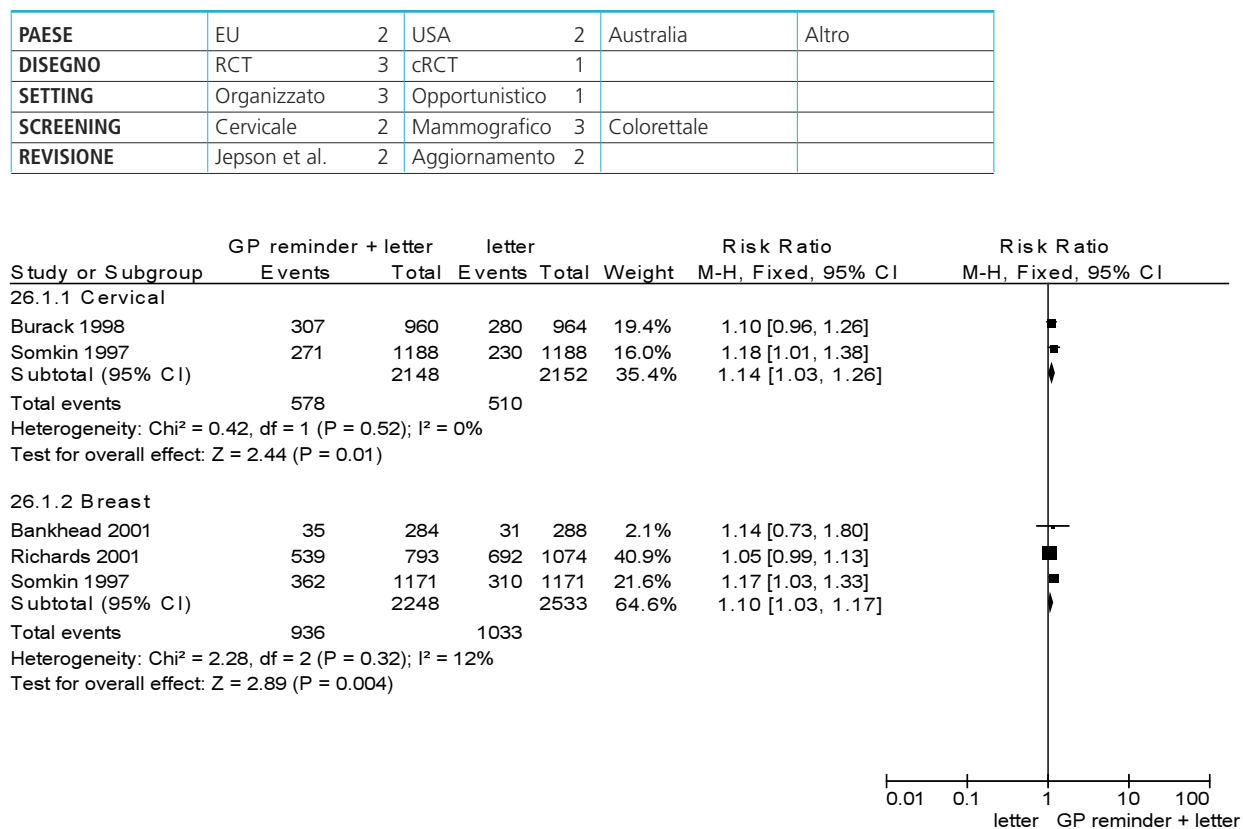 PAESE EU 2 USA 2 Australia Altro
DISEGNO RCT 3 cRCT 1
SETTING Organizzato 3 Opportunistico 1
SCREENING Cervicale 2 Mammografico 3 Colorettale
REVISIONE Jepson et al. 2 Aggiornamento 2
GP reminder + letter letter Risk Ratio Risk Ratio
Study or Subgroup Events Total Events Total Weight M-H, Fixed, 95% CI M-H, Fixed, 95% CI
26.1.1 Cervical
Burack 1998 307 960 280 964 19.4% 1.10 [0.96, 1.26]
Somkin 1997 271 1188 230 1188 16.0% 1.18 [1.01, 1.38]
Subtotal (95% CI) 2148 2152 35.4% 1.14 [1.03, 1.26]
Total events 578 510
Heterogeneity: Chi² = 0.42, df = 1 (P = 0.52); I² = 0%
Test for overall effect: Z = 2.44 (P = 0.01)
26.1.2 Breast
Bankhead 2001 35 284 31 288 2.1% 1.14 [0.73, 1.80]
Richards 2001 539 793 692 1074 40.9% 1.05 [0.99, 1.13]
Somkin 1997 362 1171 310 1171 21.6% 1.17 [1.03, 1.33]
Subtotal (95% CI) 2248 2533 64.6% 1.10 [1.03, 1.17]
Total events 936 1033
Heterogeneity: Chi² = 2.28, df = 2 (P = 0.32); I² = 12%
Test for overall effect: Z = 2.89 (P = 0.004)
0.01 0.1 1 10 100
letter GP reminder + letter